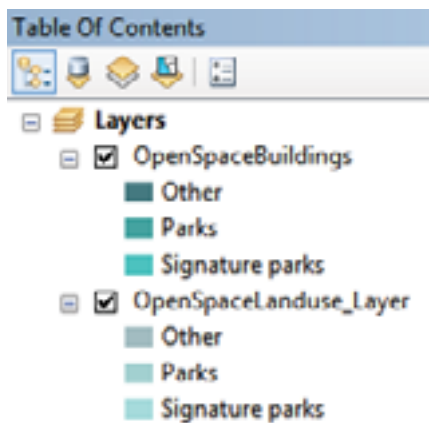 Table Of Contents
Layers
OpenSpaceBuildings
Other
Parks
Signature parks
OpenSpaceLanduse_Layer
Other
Parks
Signature parks